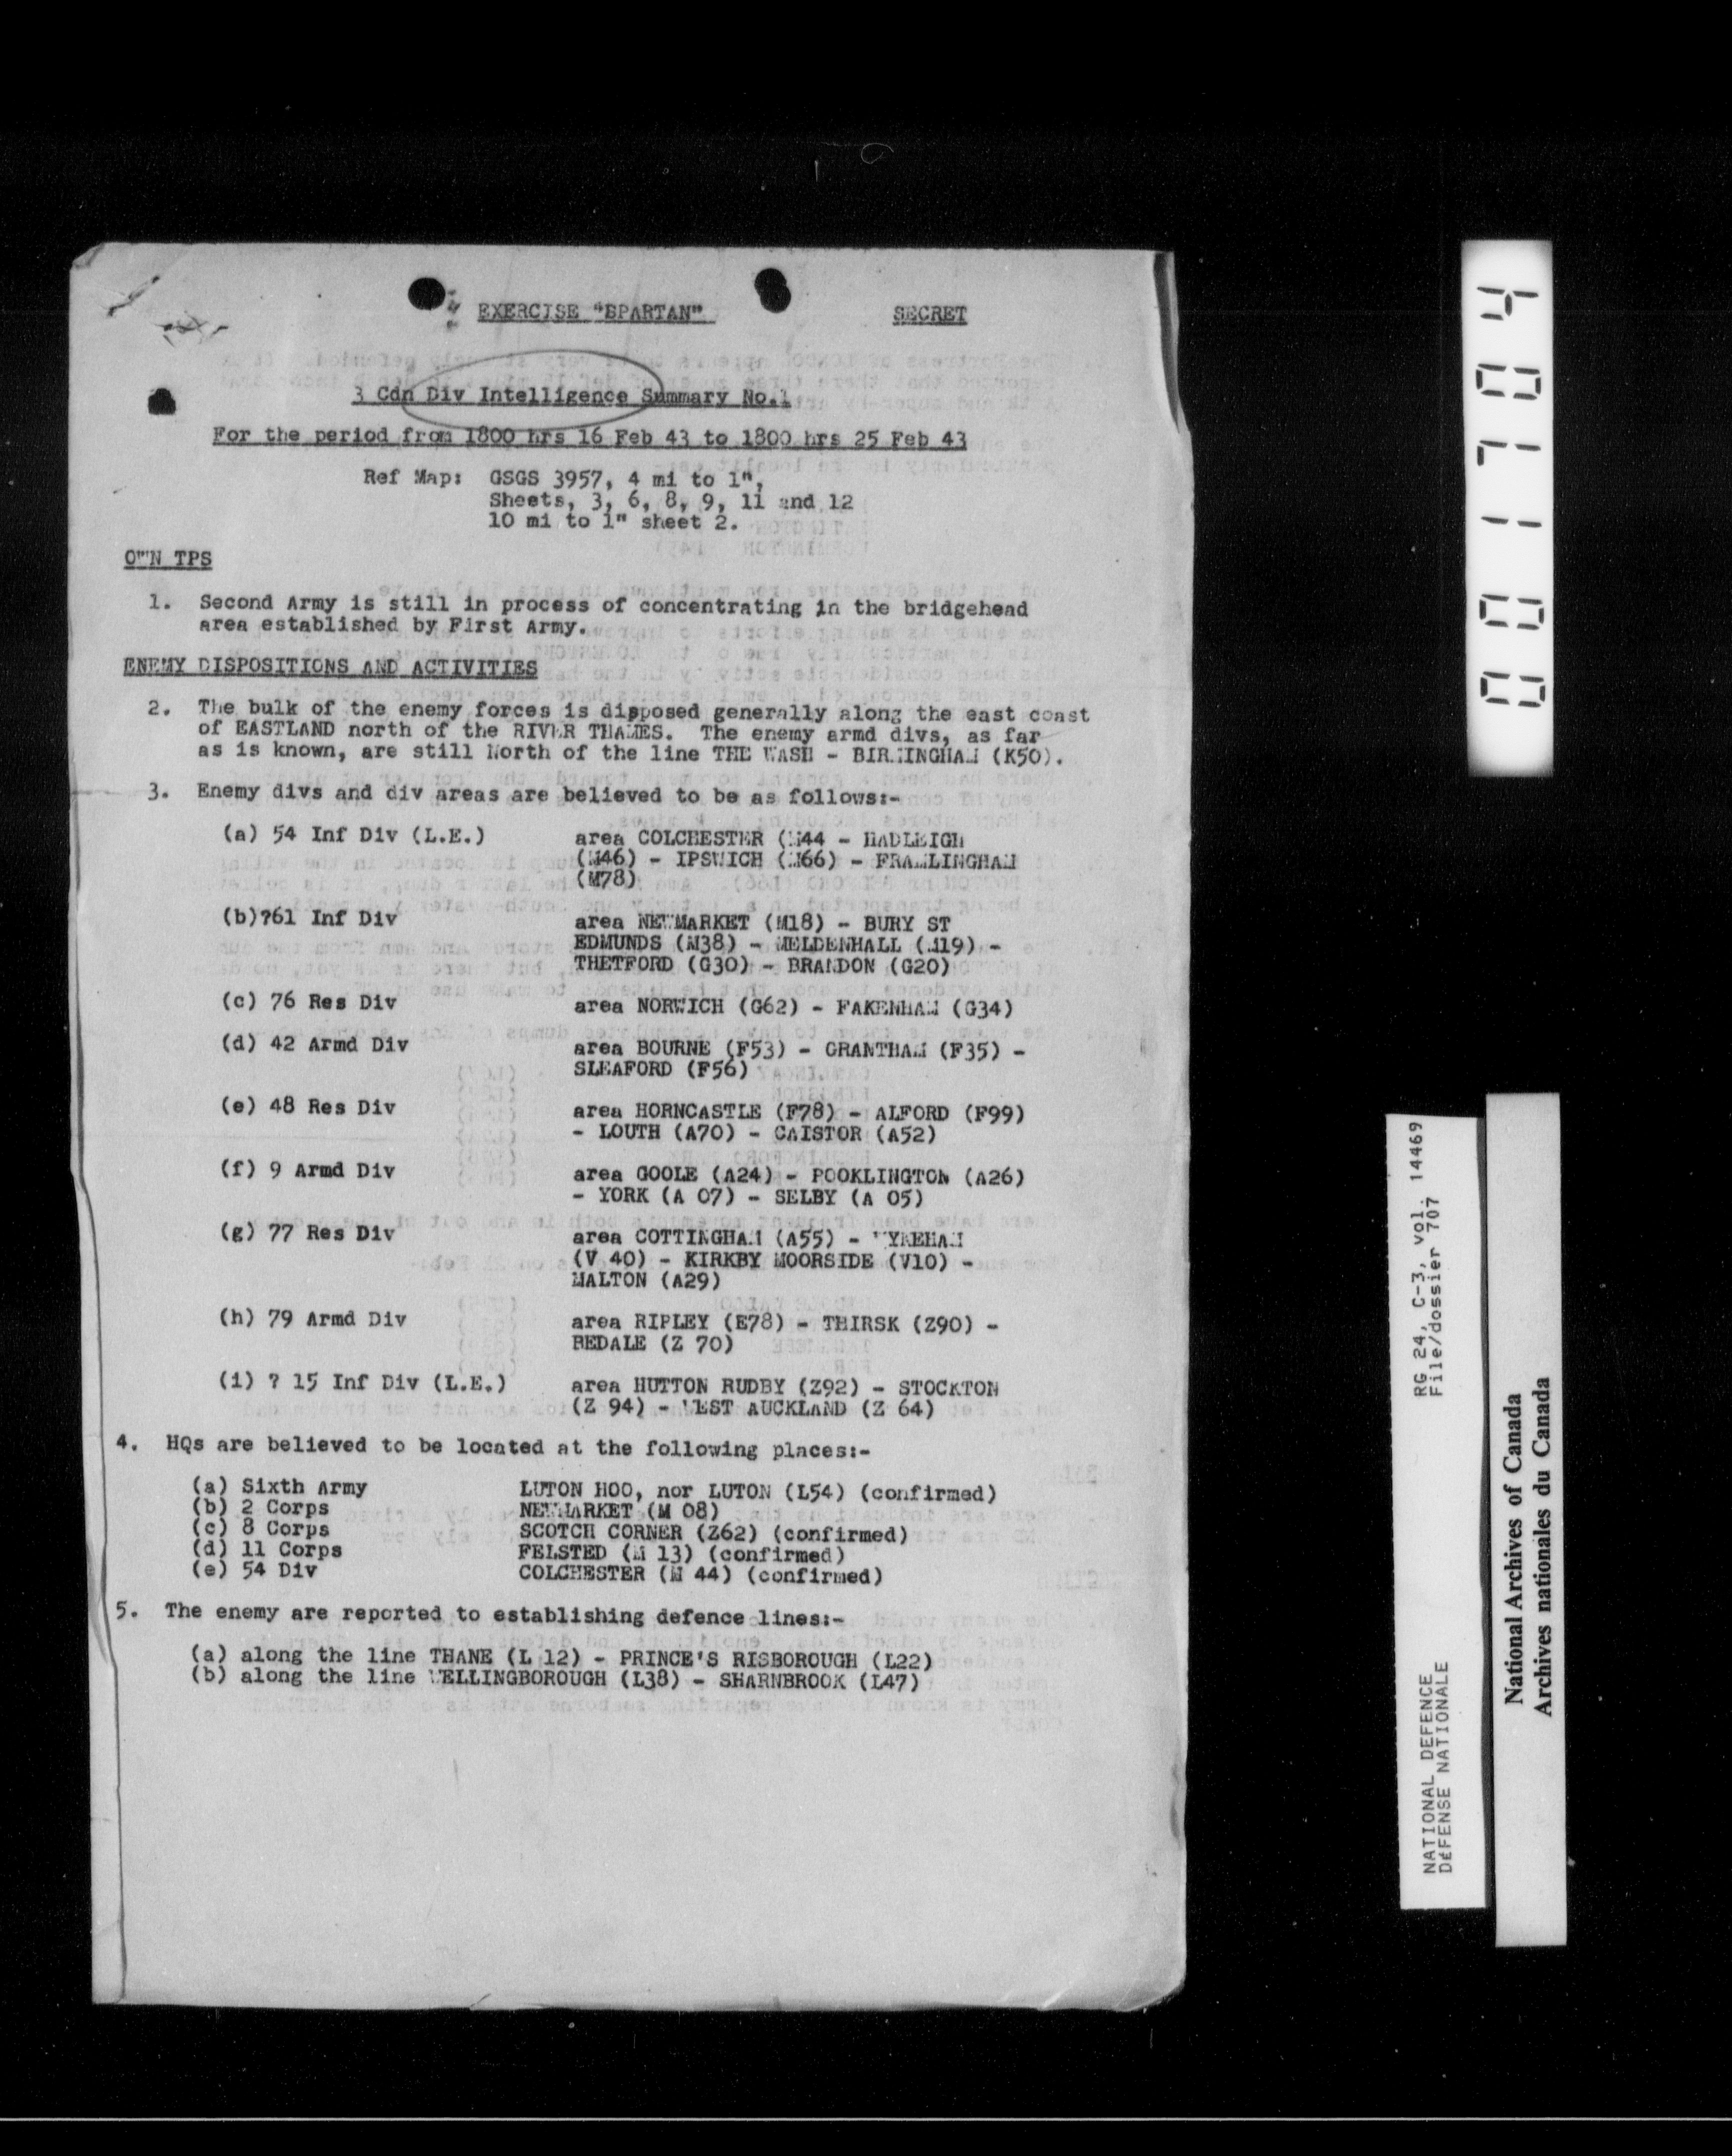 EXERCISE "SPARTAN"
SECRET
3 Cdn Div Intelligence Summary No.1
For the period from 1800 hrs 16 Feb 43 to 1800 hrs 25 Feb 43
Ref Map: GSGS 3957, 4 mi to 1",
Sheets, 3, 6, 8, 9, 11 and 12
10 mi to 1" sheet 2.
OWN TPS
1. Second Army is still in process of concentrating in the bridgehead
area established by First Army.
ENEMY DISPOSITIONS AND ACTIVITIES
2. The bulk of the enemy forces is disposed generally along the east coast
of EASTLAND north of the RIVER THAMES. The enemy armd divs, as far
as is known, are still North of the line THE WASH - BIRMINGHAM (K50).
3. Enemy divs and div areas are believed to be as follows:-
(a) 54 Inf Div (L.E.) area COLCHESTER (M44 - HADLEIGH
(M46) - IPSWICH (M66) - FRAMLINGHAM
(M78)
(b)?61 Inf Div area NEWMARKET (M18) - BURY ST
EDMUNDS (M38) - MELDENHALL (M19) -
THETFORD (G30) - BRANDON (G20)
(c) 76 Res Div area NORWICH (G62) - FAKENHAM (G34)
(d) 42 Armd Div area BOURNE (F53) - GRANTHAM (F35) -
SLEAFORD (F56)
(e) 48 Res Div area HORNCASTLE (F78) - ALFORD (F99)
- LOUTH (A70) - CAISTOR (A52)
(f) 9 Armd Div area GOOLE (A24) - POOKLINGTON (A26)
- YORK (A 07) - SELBY (A 05)
(g) 77 Res Div area COTTINGHAM (A55) - WYKEHAM
(V 40) - KIRKBY MOORSIDE (V10) -
MALTON (A29)
(h) 79 Armd Div area RIPLEY (E78) - THIRSK (Z90) -
BEDALE (Z 70)
(i) ? 15 Inf Div (L.E.) area HUTTON RUDBY (Z92) - STOCKTON
(Z 94) - WEST AUCKLAND (Z 64)
4. HQs are believed to be located at the following places:-
(a) Sixth Army LUTON HOO, nor LUTON (L54) (confirmed)
(b) 2 Corps NEWMARKET (M 08)
(c) 8 Corps SCOTCH CORNER (Z62) (confirmed)
(d) 11 Corps FELSTED (M 13) (confirmed)
(e) 54 Div COLCHESTER (M 44) (confirmed)
5. The enemy are reported to establishing defence lines:-
(a) along the line THANE (L 12) - PRINCE'S RISBOROUGH (L22)
(b) along the line WELLINGBOROUGH (L38) - SHARNBROOK (L47)
001704
RG 24, C-3, vol. 14469
File/dossier 707
NATIONAL DEFENCE
DÉFENSE NATIONALE
National Archives of Canada
Archives nationales du Canada